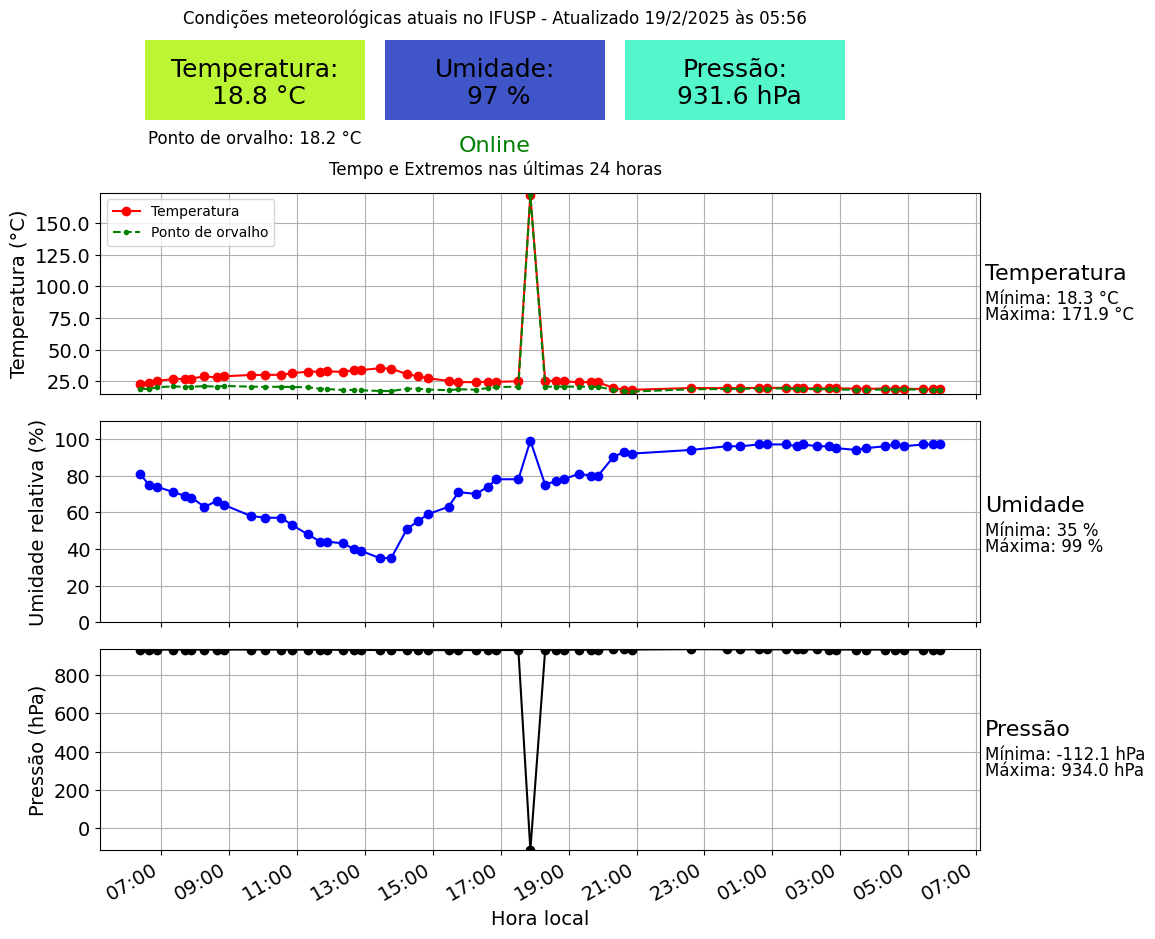 Condições meteorológicas atuais no IFUSP - Atualizado 19/2/2025 às 05:56
Temperatura:
18.8 °C
Umidade:
97 %
Pressão:
931.6 hPa
Ponto de orvalho: 18.2 °C
Online
Tempo e Extremos nas últimas 24 horas
Temperatura (°C)
150.0
125.0
100.0
75.0
50.0
25.0
Temperatura
Ponto de orvalho
Temperatura
Mínima: 18.3 °C
Máxima: 171.9 °C
Umidade relativa (%)
100
80
60
40
20
0
Umidade
Mínima: 35 %
Máxima: 99 %
Pressão (hPa)
800
600
400
200
0
Pressão
Mínima: -112.1 hPa
Máxima: 934.0 hPa
07:00
09:00
11:00
13:00
15:00
17:00
19:00
21:00
23:00
01:00
03:00
05:00
07:00
Hora local